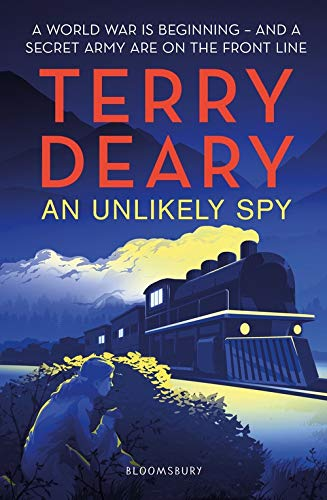 A WORLD WAR IS BEGINNING – AND A
SECRET ARMY ARE ON THE FRONT LINE
TERRY
DEARY
AN UNLIKELY SPY
BLOOMSBURY